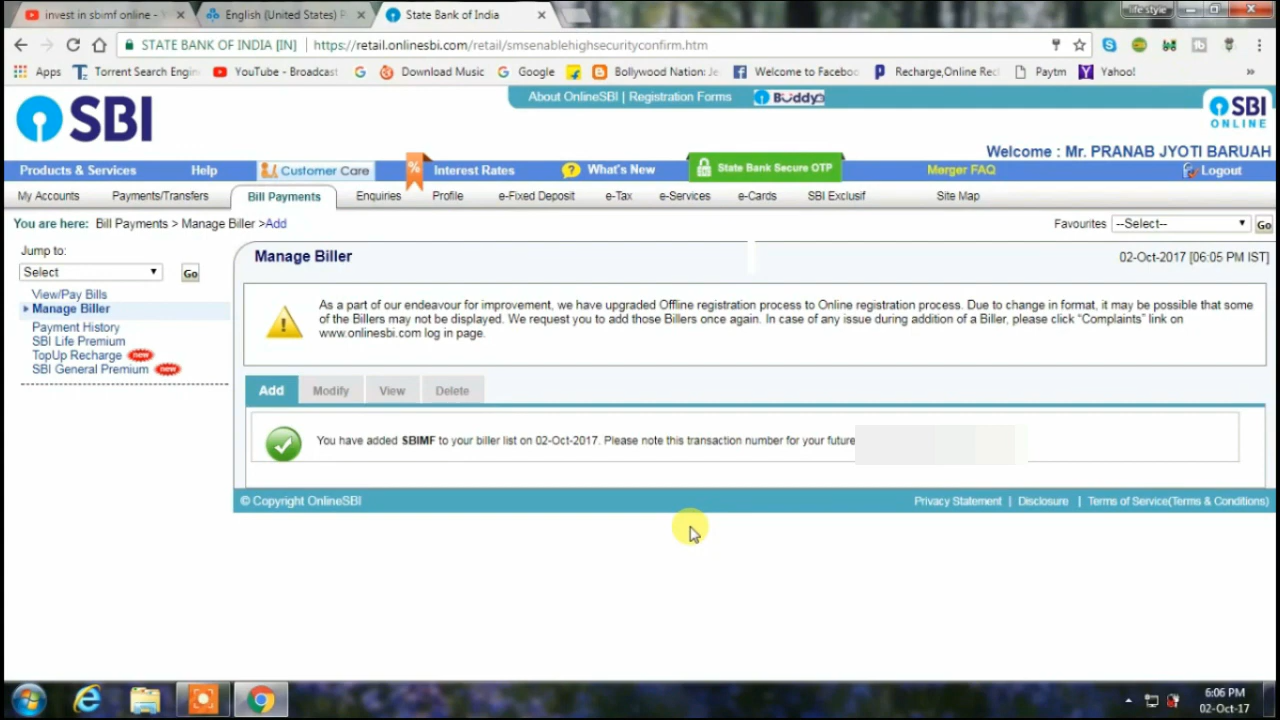 invest in sbimf online -
English (United States)
State Bank of India
life style
STATE BANK OF INDIA [IN]
https://retail.onlinesbi.com/retail/smsenablehighsecurityconfirm.htm
Apps
Torrent Search Engin
YouTube - Broadcast
Download Music
Google
Bollywood Nation: Je
Welcome to Faceboo
Recharge,Online Rec
Paytm
Yahoo!
»
SBI
About OnlineSBI | Registration Forms
Buddy
SBI
ONLINE
Welcome : Mr. PRANAB JYOTI BARUAH
Products & Services
Help
Customer Care
%
Interest Rates
What's New
State Bank Secure OTP
Merger FAQ
Logout
My Accounts
Payments/Transfers
Bill Payments
Enquiries
Profile
e-Fixed Deposit
e-Tax
e-Services
e-Cards
SBI Exclusif
Site Map
You are here: Bill Payments > Manage Biller >Add
Favourites
--Select--
Go
Jump to:
Select
Go
View/Pay Bills
Manage Biller
Payment History
SBI Life Premium
TopUp Recharge new
SBI General Premium new
Manage Biller
02-Oct-2017 [06:05 PM IST]
As a part of our endeavour for improvement, we have upgraded Offline registration process to Online registration process. Due to change in format, it may be possible that some
of the Billers may not be displayed. We request you to add those Billers once again. In case of any issue during addition of a Biller, please click “Complaints” link on
www.onlinesbi.com log in page.
Add
Modify
View
Delete
You have added SBIMF to your biller list on 02-Oct-2017. Please note this transaction number for your future
© Copyright OnlineSBI
Privacy Statement | Disclosure | Terms of Service(Terms & Conditions)
6:06 PM
02-Oct-17